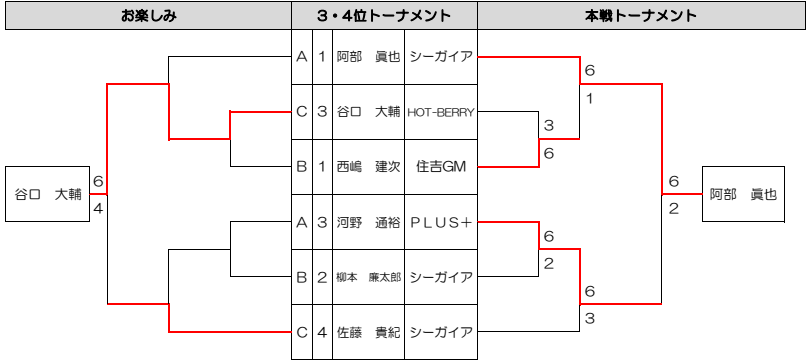 お楽しみ　３・４位トーナメント　本戦トーナメント
A　1　阿部　眞也　シーガイア
6
1
C　3　谷口　大輔　HOT-BERRY
3
6
B　1　西嶋　建次　住吉GM
谷口　大輔　6　4
6　2　阿部　眞也
A　3　河野　通裕　ＰＬＵＳ＋
6
2
B　2　柳本　廉太郎　シーガイア
6
3
C　4　佐藤　貴紀　シーガイア